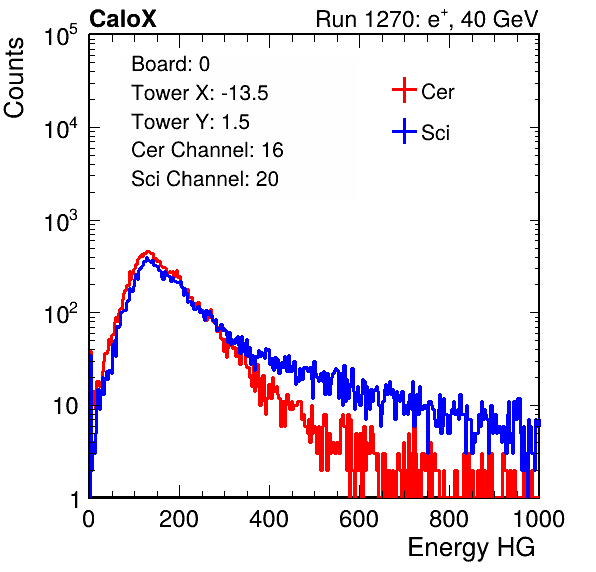 CaloX Run 1270: e⁺, 40 GeV
Counts
10⁵
10⁴
10³
10²
10
1
Board: 0
Tower X: -13.5
Tower Y: 1.5
Cer Channel: 16
Sci Channel: 20
Cer
Sci
0 200 400 600 800 1000
Energy HG